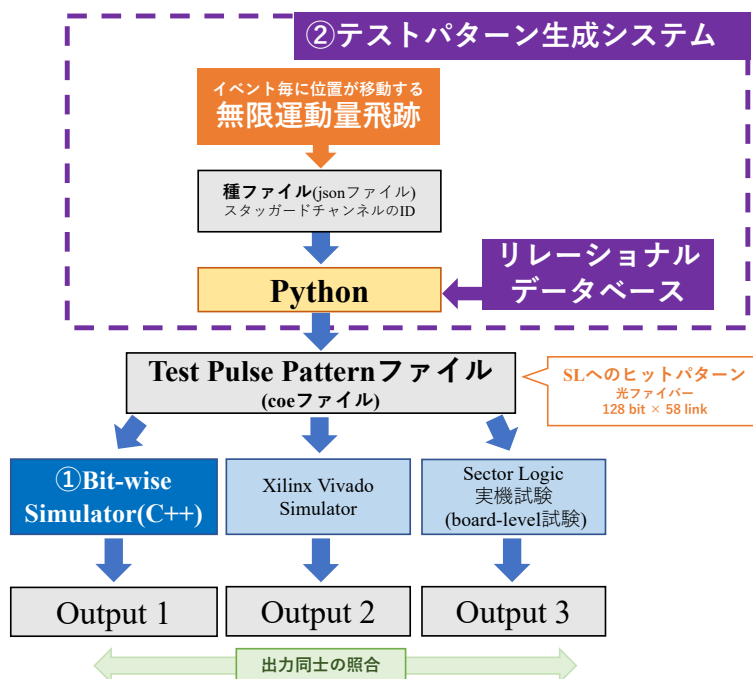 ②テストパターン生成システム
イベント毎に位置が移動する
無限運動量飛跡
種ファイル(jsonファイル)
スタッガードチャンネルのID
リレーショナル
データベース
Python
Test Pulse Patternファイル
(coeファイル)
SLへのヒットパターン
光ファイバー
128 bit × 58 link
①Bit-wise
Simulator(C++)
Xilinx Vivado
Simulator
Sector Logic
実機試験
(board-level試験)
Output 1
Output 2
Output 3
出力同士の照合